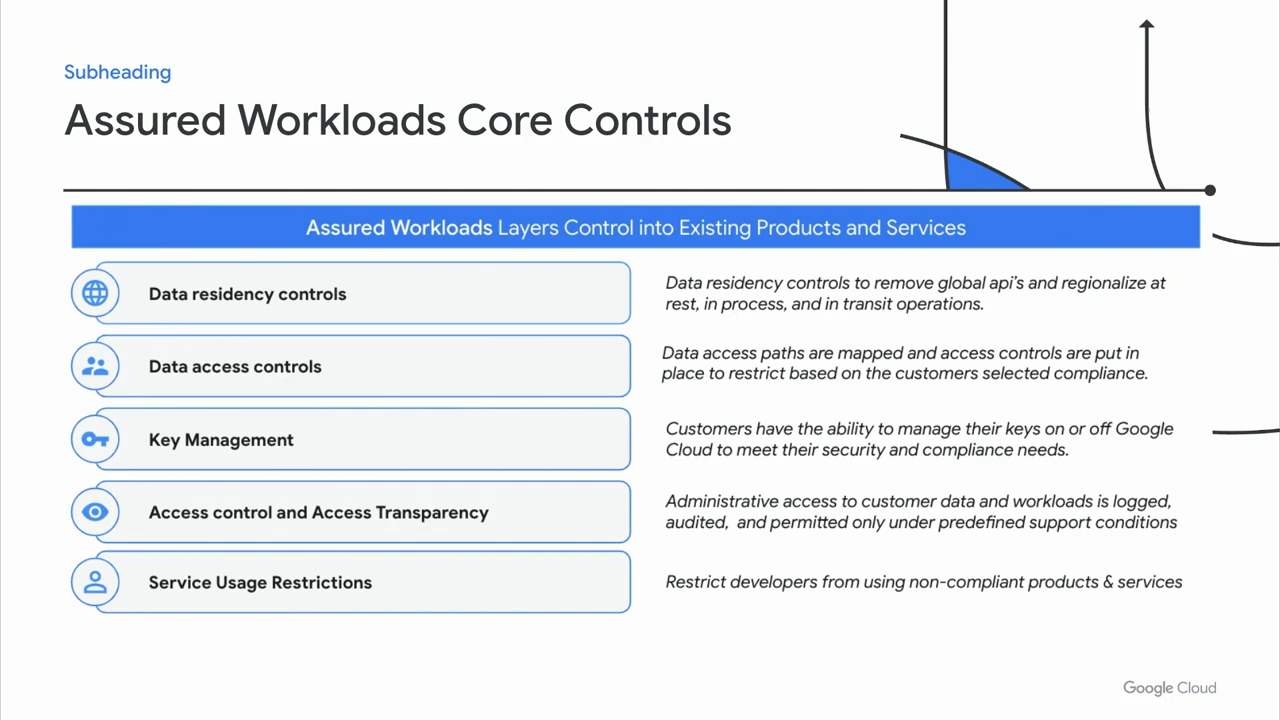 Subheading
Assured Workloads Core Controls
Assured Workloads Layers Control into Existing Products and Services
Data residency controls
Data residency controls to remove global api's and regionalize at
rest, in process, and in transit operations.
Data access controls
Data access paths are mapped and access controls are put in
place to restrict based on the customers selected compliance.
Key Management
Customers have the ability to manage their keys on or off Google
Cloud to meet their security and compliance needs.
Access control and Access Transparency
Administrative access to customer data and workloads is logged,
audited,  and permitted only under predefined support conditions
Service Usage Restrictions
Restrict developers from using non-compliant products & services
Google Cloud